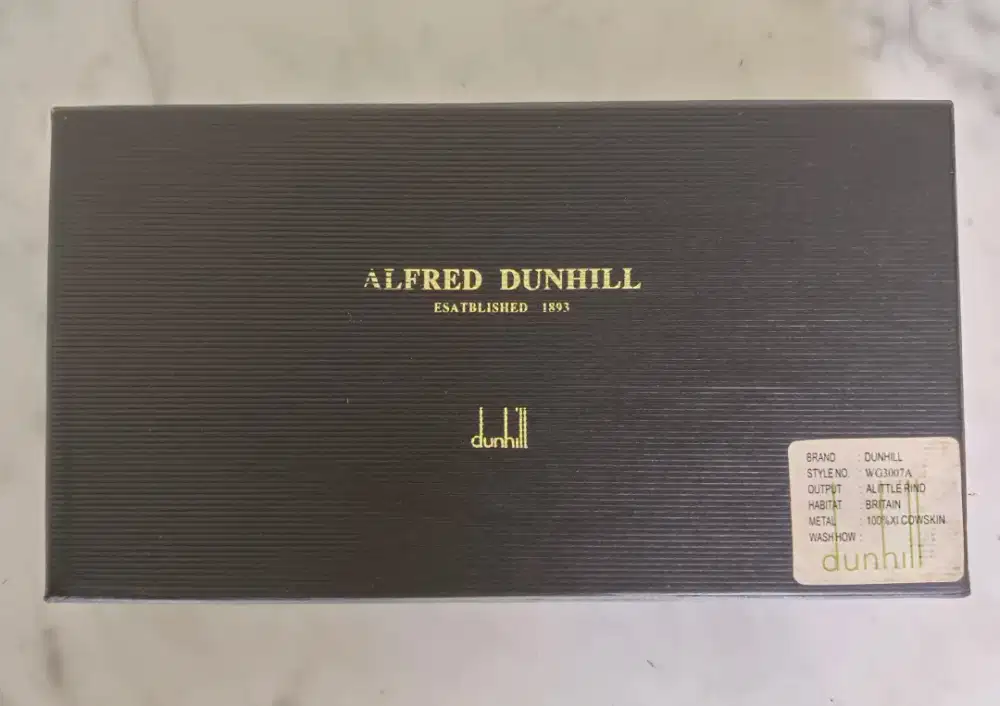 ALFRED DUNHILL
ESATBLISHED 1893
dunhill
BRAND : DUNHILL
STYLE NO. : WG3007A
OUTPUT : ALITTLE RIND
HABITAT : BRITAIN
METAL : 100%XI COWSKIN
WASH HOW :
dunhill